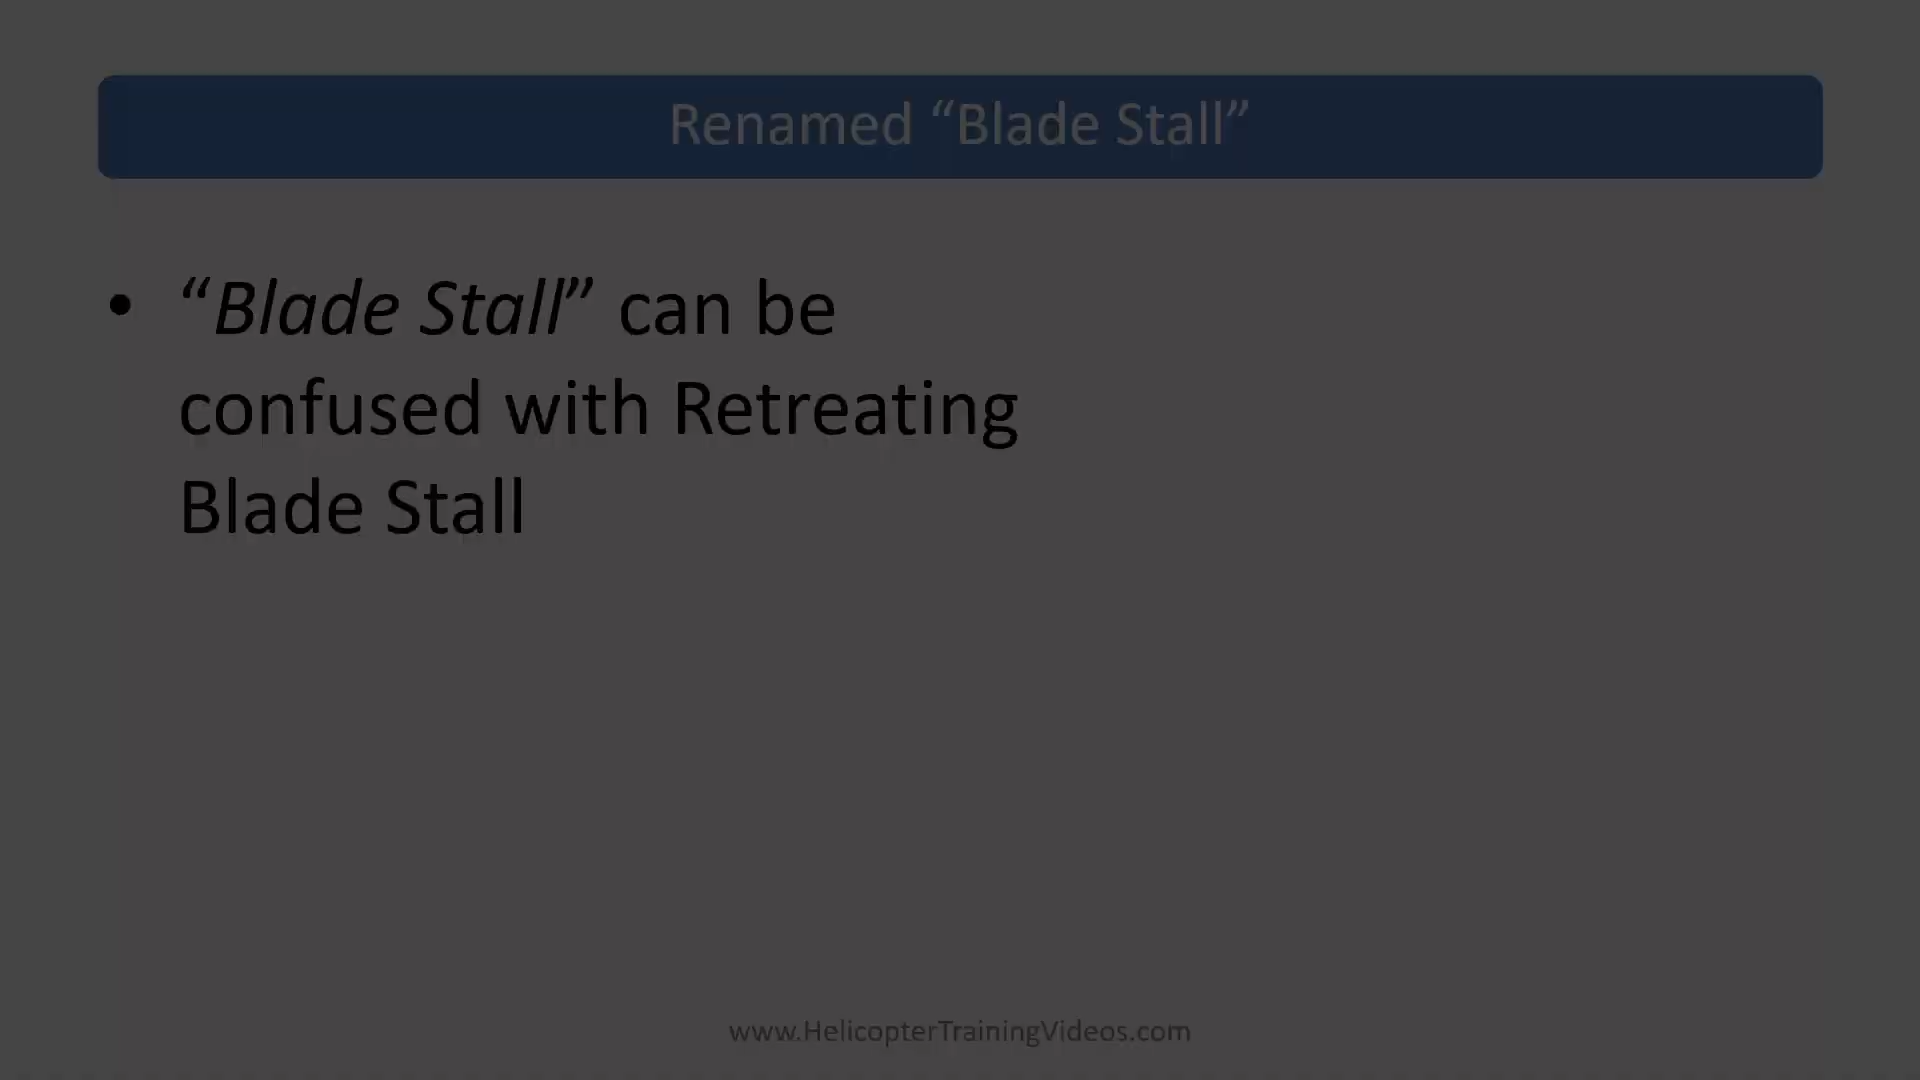 Renamed “Blade Stall”
• “Blade Stall” can be
confused with Retreating
Blade Stall
www.HelicopterTrainingVideos.com